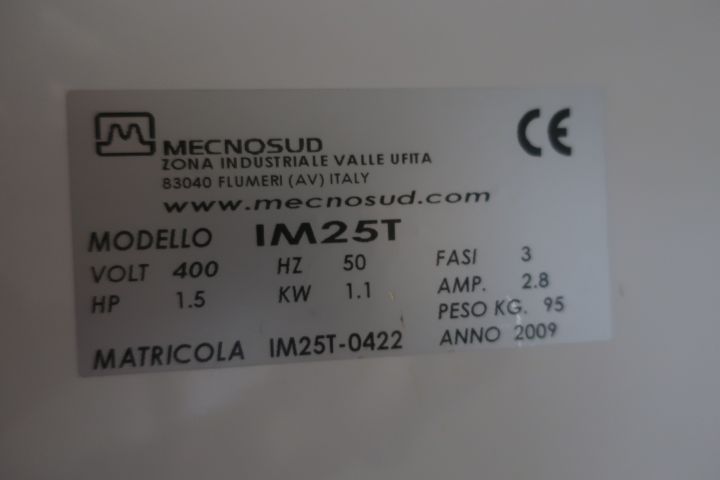 MECNOSUD
ZONA INDUSTRIALE VALLE UFITA
83040 FLUMERI (AV) ITALY
www.mecnosud.com
CE
MODELLO IM25T
VOLT 400 HZ 50 FASI 3
HP 1.5 KW 1.1 AMP. 2.8
PESO KG. 95
MATRICOLA IM25T-0422 ANNO 2009